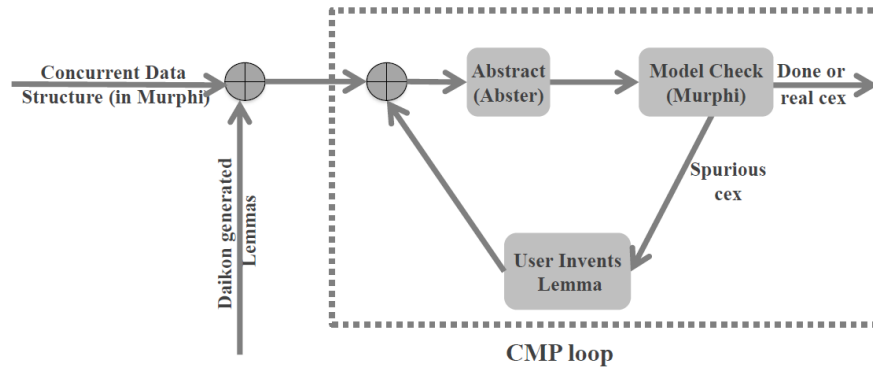 Concurrent Data
Structure (in Murphi)
Abstract
(Abster)
Model Check
(Murphi)
Done or
real cex
Spurious
cex
Daikon generated
Lemmas
User Invents
Lemma
CMP loop